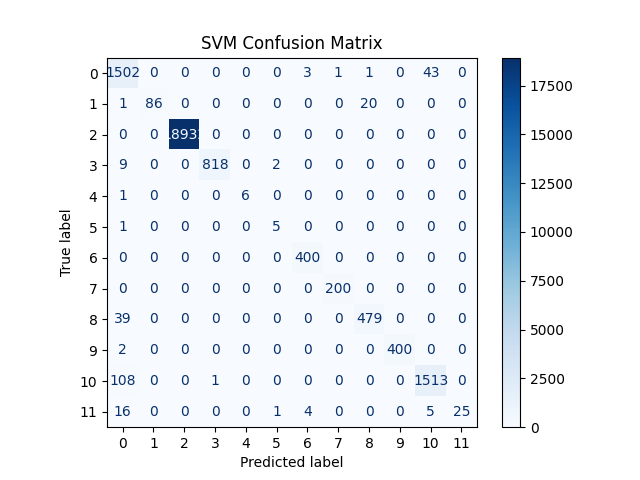 SVM Confusion Matrix
True label
0 1502 0 0 0 0 0 3 1 1 0 43 0
1 1 86 0 0 0 0 0 0 20 0 0 0
2 0 0 0 0 0 0 0 0 0 0 0
3 9 0 0 818 0 2 0 0 0 0 0 0
4 1 0 0 0 6 0 0 0 0 0 0 0
5 1 0 0 0 0 5 0 0 0 0 0 0
6 0 0 0 0 0 0 400 0 0 0 0 0
7 0 0 0 0 0 0 0 200 0 0 0 0
8 39 0 0 0 0 0 0 0 479 0 0 0
9 2 0 0 0 0 0 0 0 0 400 0 0
10 108 0 0 1 0 0 0 0 0 0 1513 0
11 16 0 0 0 0 1 4 0 0 0 5 25
0 1 2 3 4 5 6 7 8 9 10 11
Predicted label
17500
15000
12500
10000
7500
5000
2500
0